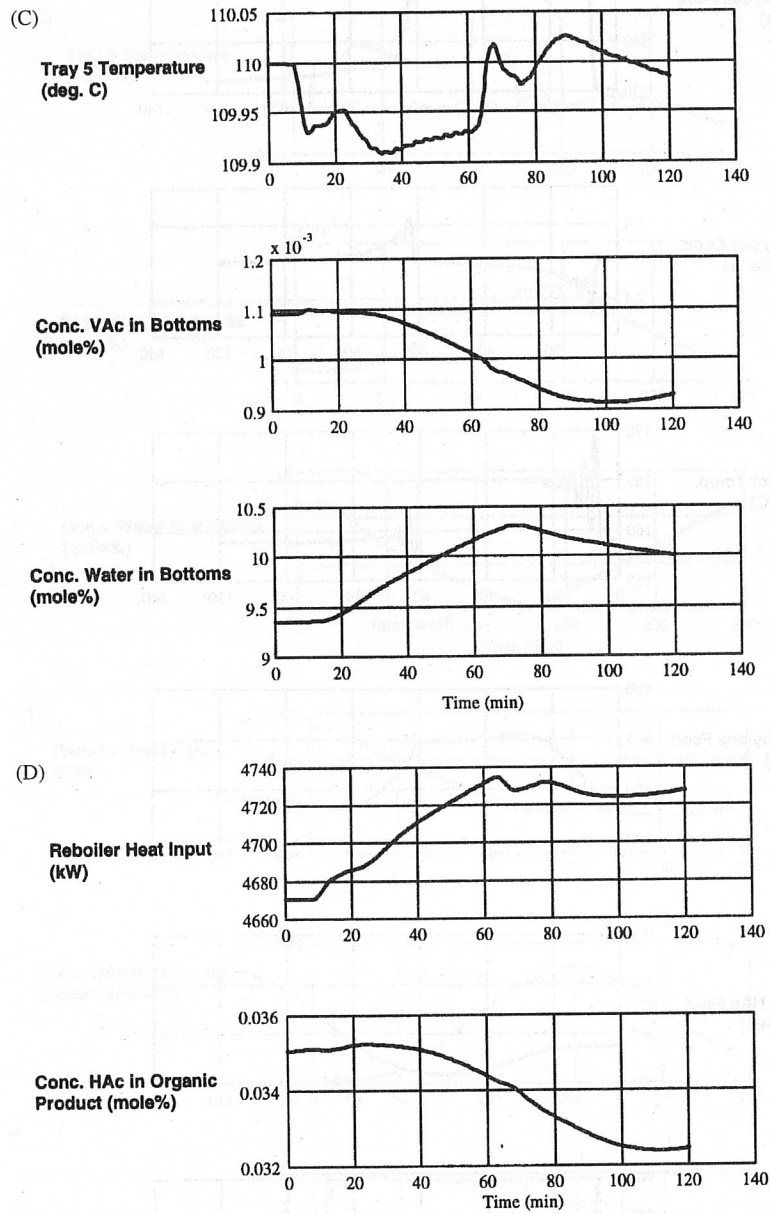 (C)
110.05
110
109.95
109.9
Tray 5 Temperature
(deg. C)
0 20 40 60 80 100 120 140
x 10⁻³
1.2
1.1
1
0.9
Conc. VAc in Bottoms
(mole%)
0 20 40 60 80 100 120 140
10.5
10
9.5
9
Conc. Water in Bottoms
(mole%)
0 20 40 60 80 100 120 140
Time (min)
(D)
4740
4720
4700
4680
4660
Reboiler Heat Input
(kW)
0 20 40 60 80 100 120 140
0.036
0.034
0.032
Conc. HAc in Organic
Product (mole%)
0 20 40 60 80 100 120 140
Time (min)